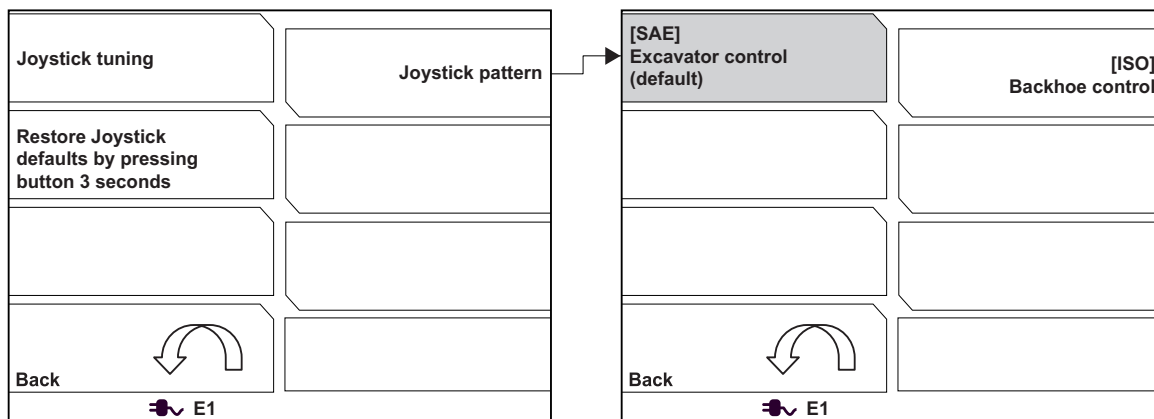 Joystick tuning
Joystick pattern
Restore Joystick
defaults by pressing
button 3 seconds
Back
E1
[SAE]
Excavator control
(default)
[ISO]
Backhoe control
Back
E1